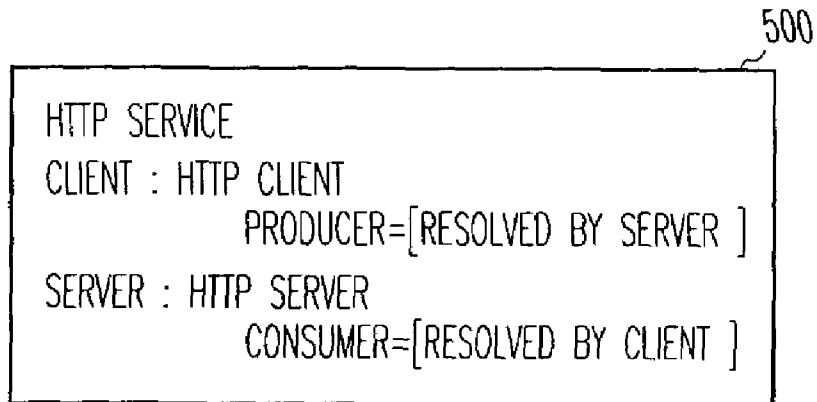 500
HTTP SERVICE
CLIENT : HTTP CLIENT
PRODUCER=[RESOLVED BY SERVER ]
SERVER : HTTP SERVER
CONSUMER=[RESOLVED BY CLIENT ]